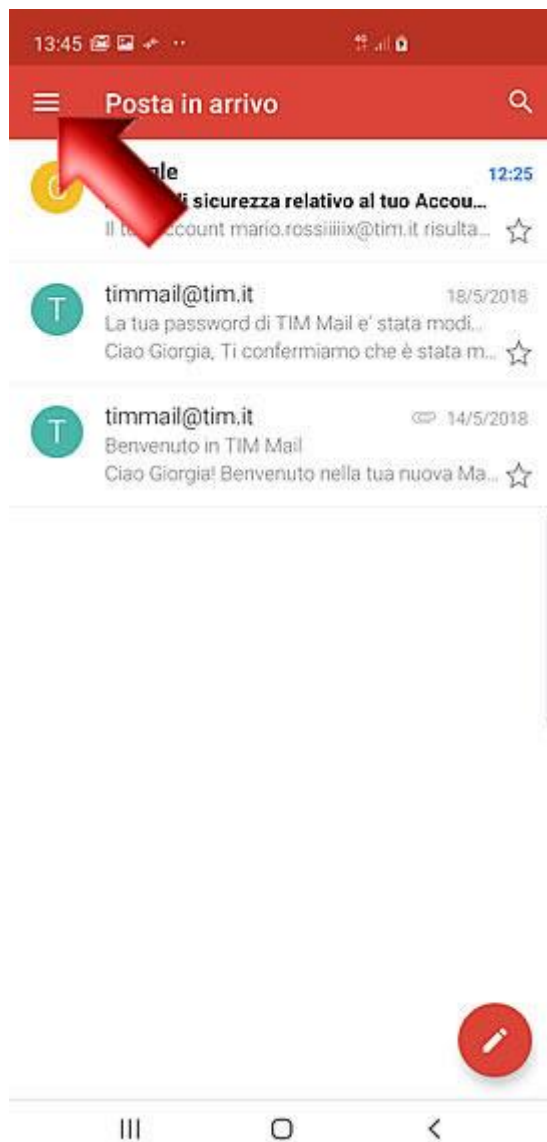 13:45
Posta in arrivo
12:25
di sicurezza relativo al tuo Accou...
Il account mario.rossiiiiix@tim.it risulta...
T
timmail@tim.it 18/5/2018
La tua password di TIM Mail e' stata modi...
Ciao Giorgia, Ti confermiamo che è stata m...
T
timmail@tim.it 14/5/2018
Benvenuto in TIM Mail
Ciao Giorgia! Benvenuto nella tua nuova Ma...